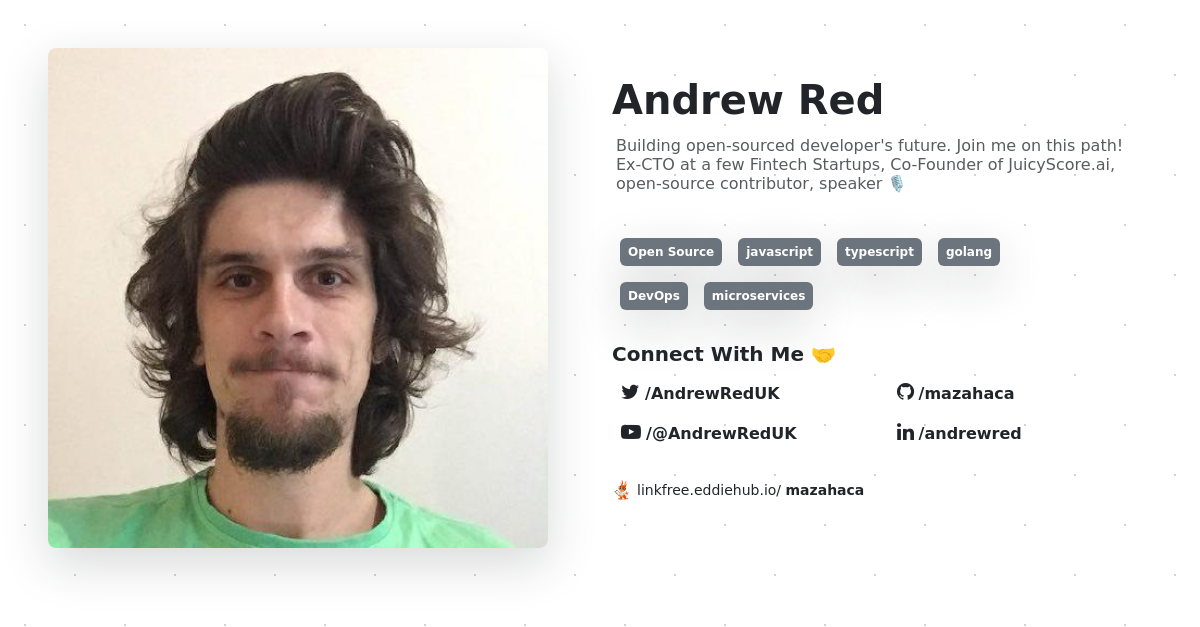 Andrew Red
Building open-sourced developer's future. Join me on this path!
Ex-CTO at a few Fintech Startups, Co-Founder of JuicyScore.ai,
open-source contributor, speaker 🎙️
Open Source javascript typescript golang
DevOps microservices
Connect With Me 🤝
/AndrewRedUK /mazahaca
/@AndrewRedUK /andrewred
linkfree.eddiehub.io/ mazahaca